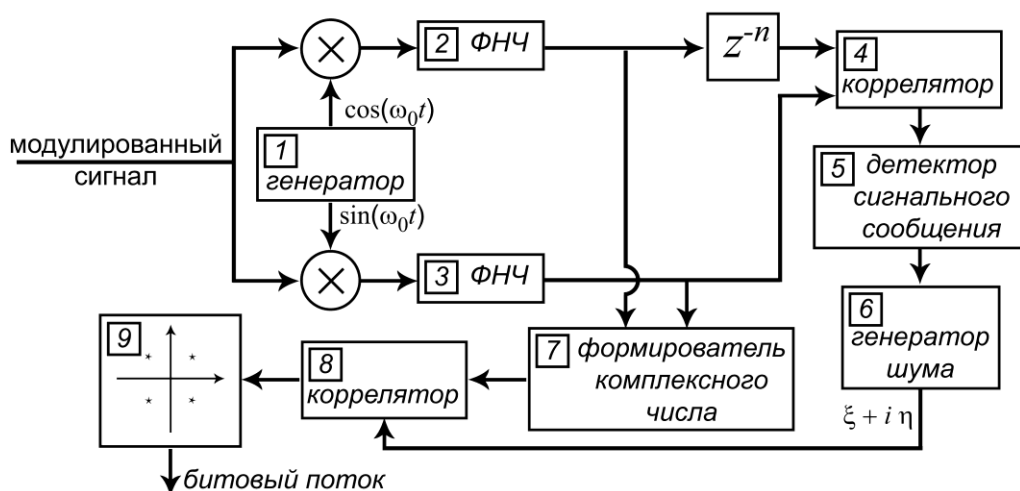 2 ФНЧ
z⁻ⁿ
4
коррелятор
cos(ω₀t)
модулированный
сигнал
1
генератор
5 детектор
сигнального
сообщения
sin(ω₀t)
3 ФНЧ
6
генератор
шума
9
8
коррелятор
7 формирователь
комплексного
числа
ξ + i η
битовый поток